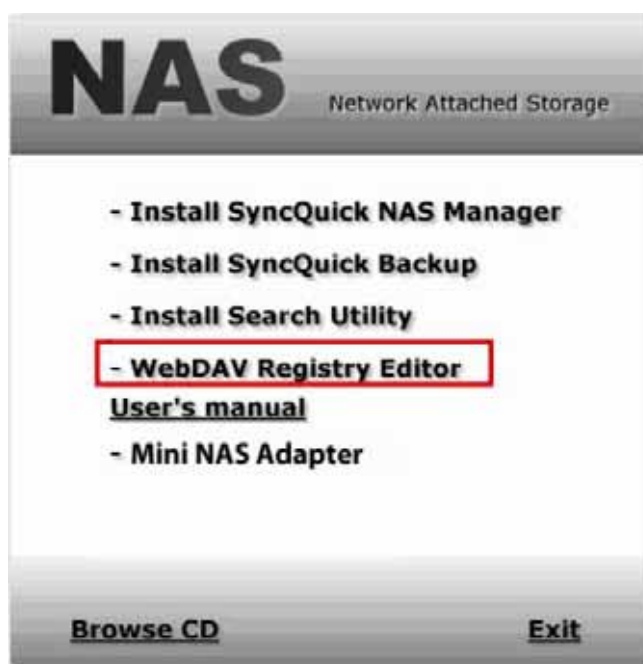 NAS Network Attached Storage
- Install SyncQuick NAS Manager
- Install SyncQuick Backup
- Install Search Utility
- WebDAV Registry Editor
User's manual
- Mini NAS Adapter
Browse CD Exit